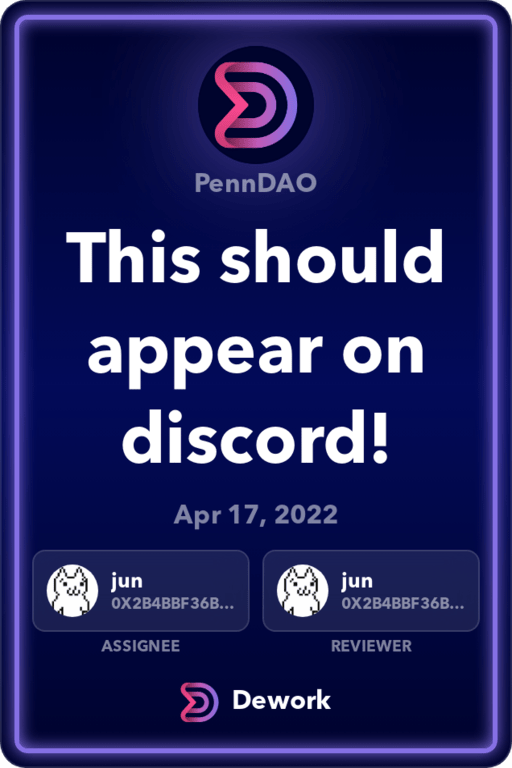 PennDAO
This should
appear on
discord!
Apr 17, 2022
jun
0X2B4BBF36B...
ASSIGNEE
jun
0X2B4BBF36B...
REVIEWER
Dework